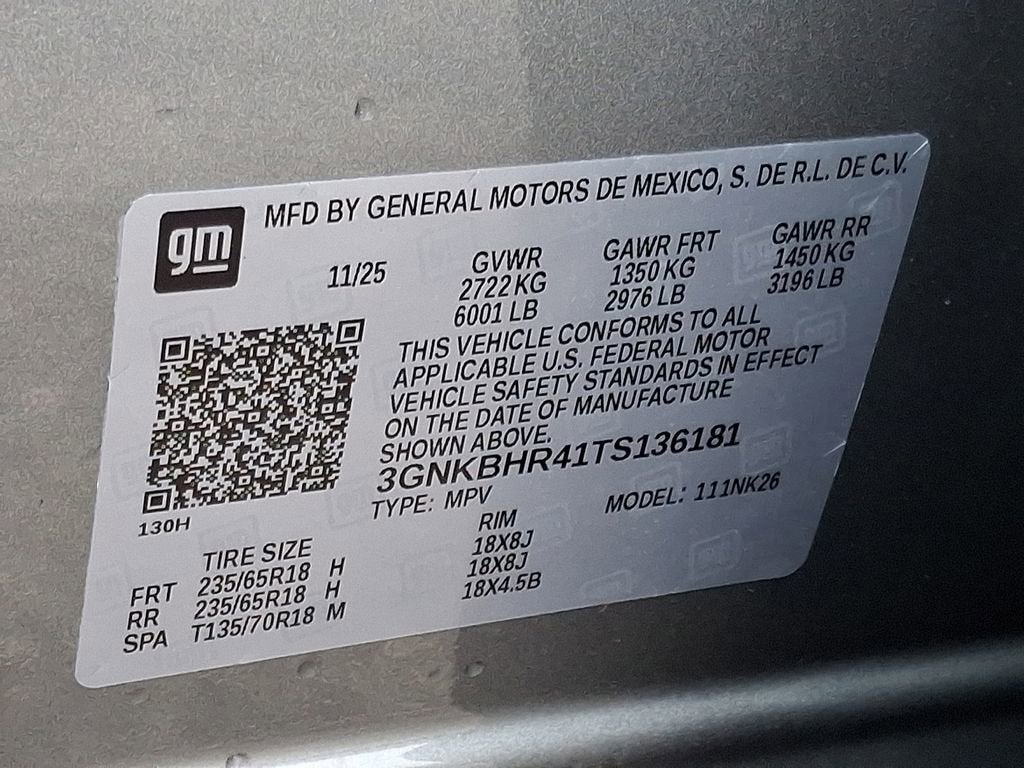 gm
MFD BY GENERAL MOTORS DE MEXICO, S. DE R.L. DE C.V.
11/25 GVWR GAWR FRT GAWR RR
2722 KG 1350 KG 1450 KG
6001 LB 2976 LB 3196 LB
THIS VEHICLE CONFORMS TO ALL
APPLICABLE U.S. FEDERAL MOTOR
VEHICLE SAFETY STANDARDS IN EFFECT
ON THE DATE OF MANUFACTURE
SHOWN ABOVE.
3GNKBHR41TS136181
TYPE: MPV MODEL: 111NK26
130H
TIRE SIZE RIM
FRT 235/65R18 H 18X8J
RR 235/65R18 H 18X8J
SPA T135/70R18 M 18X4.5B